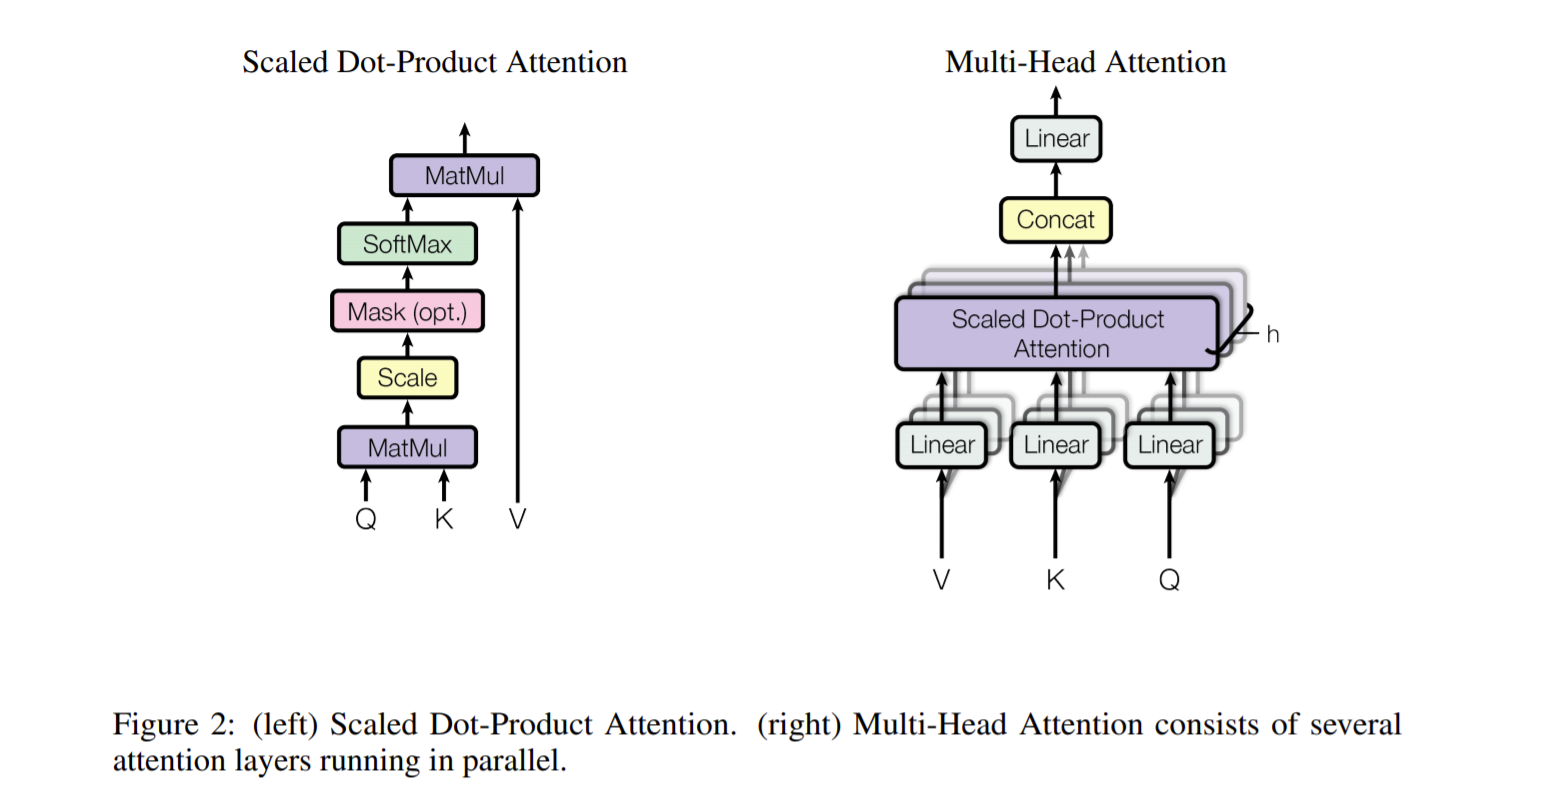 Scaled Dot-Product Attention
MatMul
SoftMax
Mask (opt.)
Scale
MatMul
Q K V
Multi-Head Attention
Linear
Concat
Scaled Dot-Product
Attention
h
Linear Linear Linear
V K Q
Figure 2: (left) Scaled Dot-Product Attention. (right) Multi-Head Attention consists of several
attention layers running in parallel.